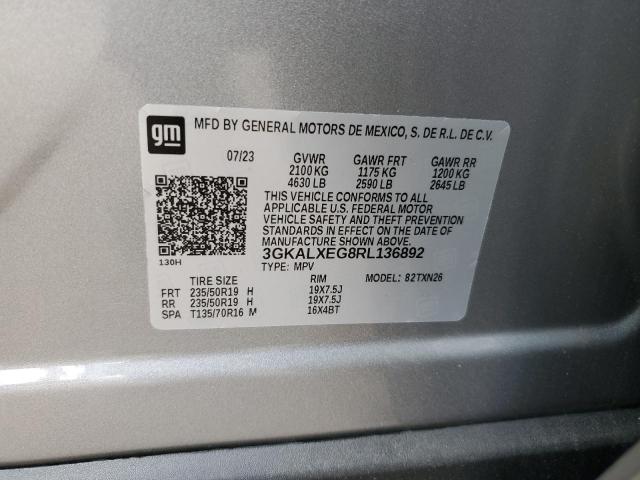 gm
MFD BY GENERAL MOTORS DE MEXICO, S. DE R.L. DE C.V.
07/23 GVWR GAWR FRT GAWR RR
2100 KG 1175 KG 1200 KG
4630 LB 2590 LB 2645 LB
THIS VEHICLE CONFORMS TO ALL
APPLICABLE U.S. FEDERAL MOTOR
VEHICLE SAFETY AND THEFT PREVENTION
STANDARDS IN EFFECT ON THE DATE OF
MANUFACTURE SHOWN ABOVE.
130H 3GKALXEG8RL136892
TYPE: MPV
TIRE SIZE RIM MODEL: 82TXN26
FRT 235/50R19 H 19X7.5J
RR 235/50R19 H 19X7.5J
SPA T135/70R16 M 16X4BT